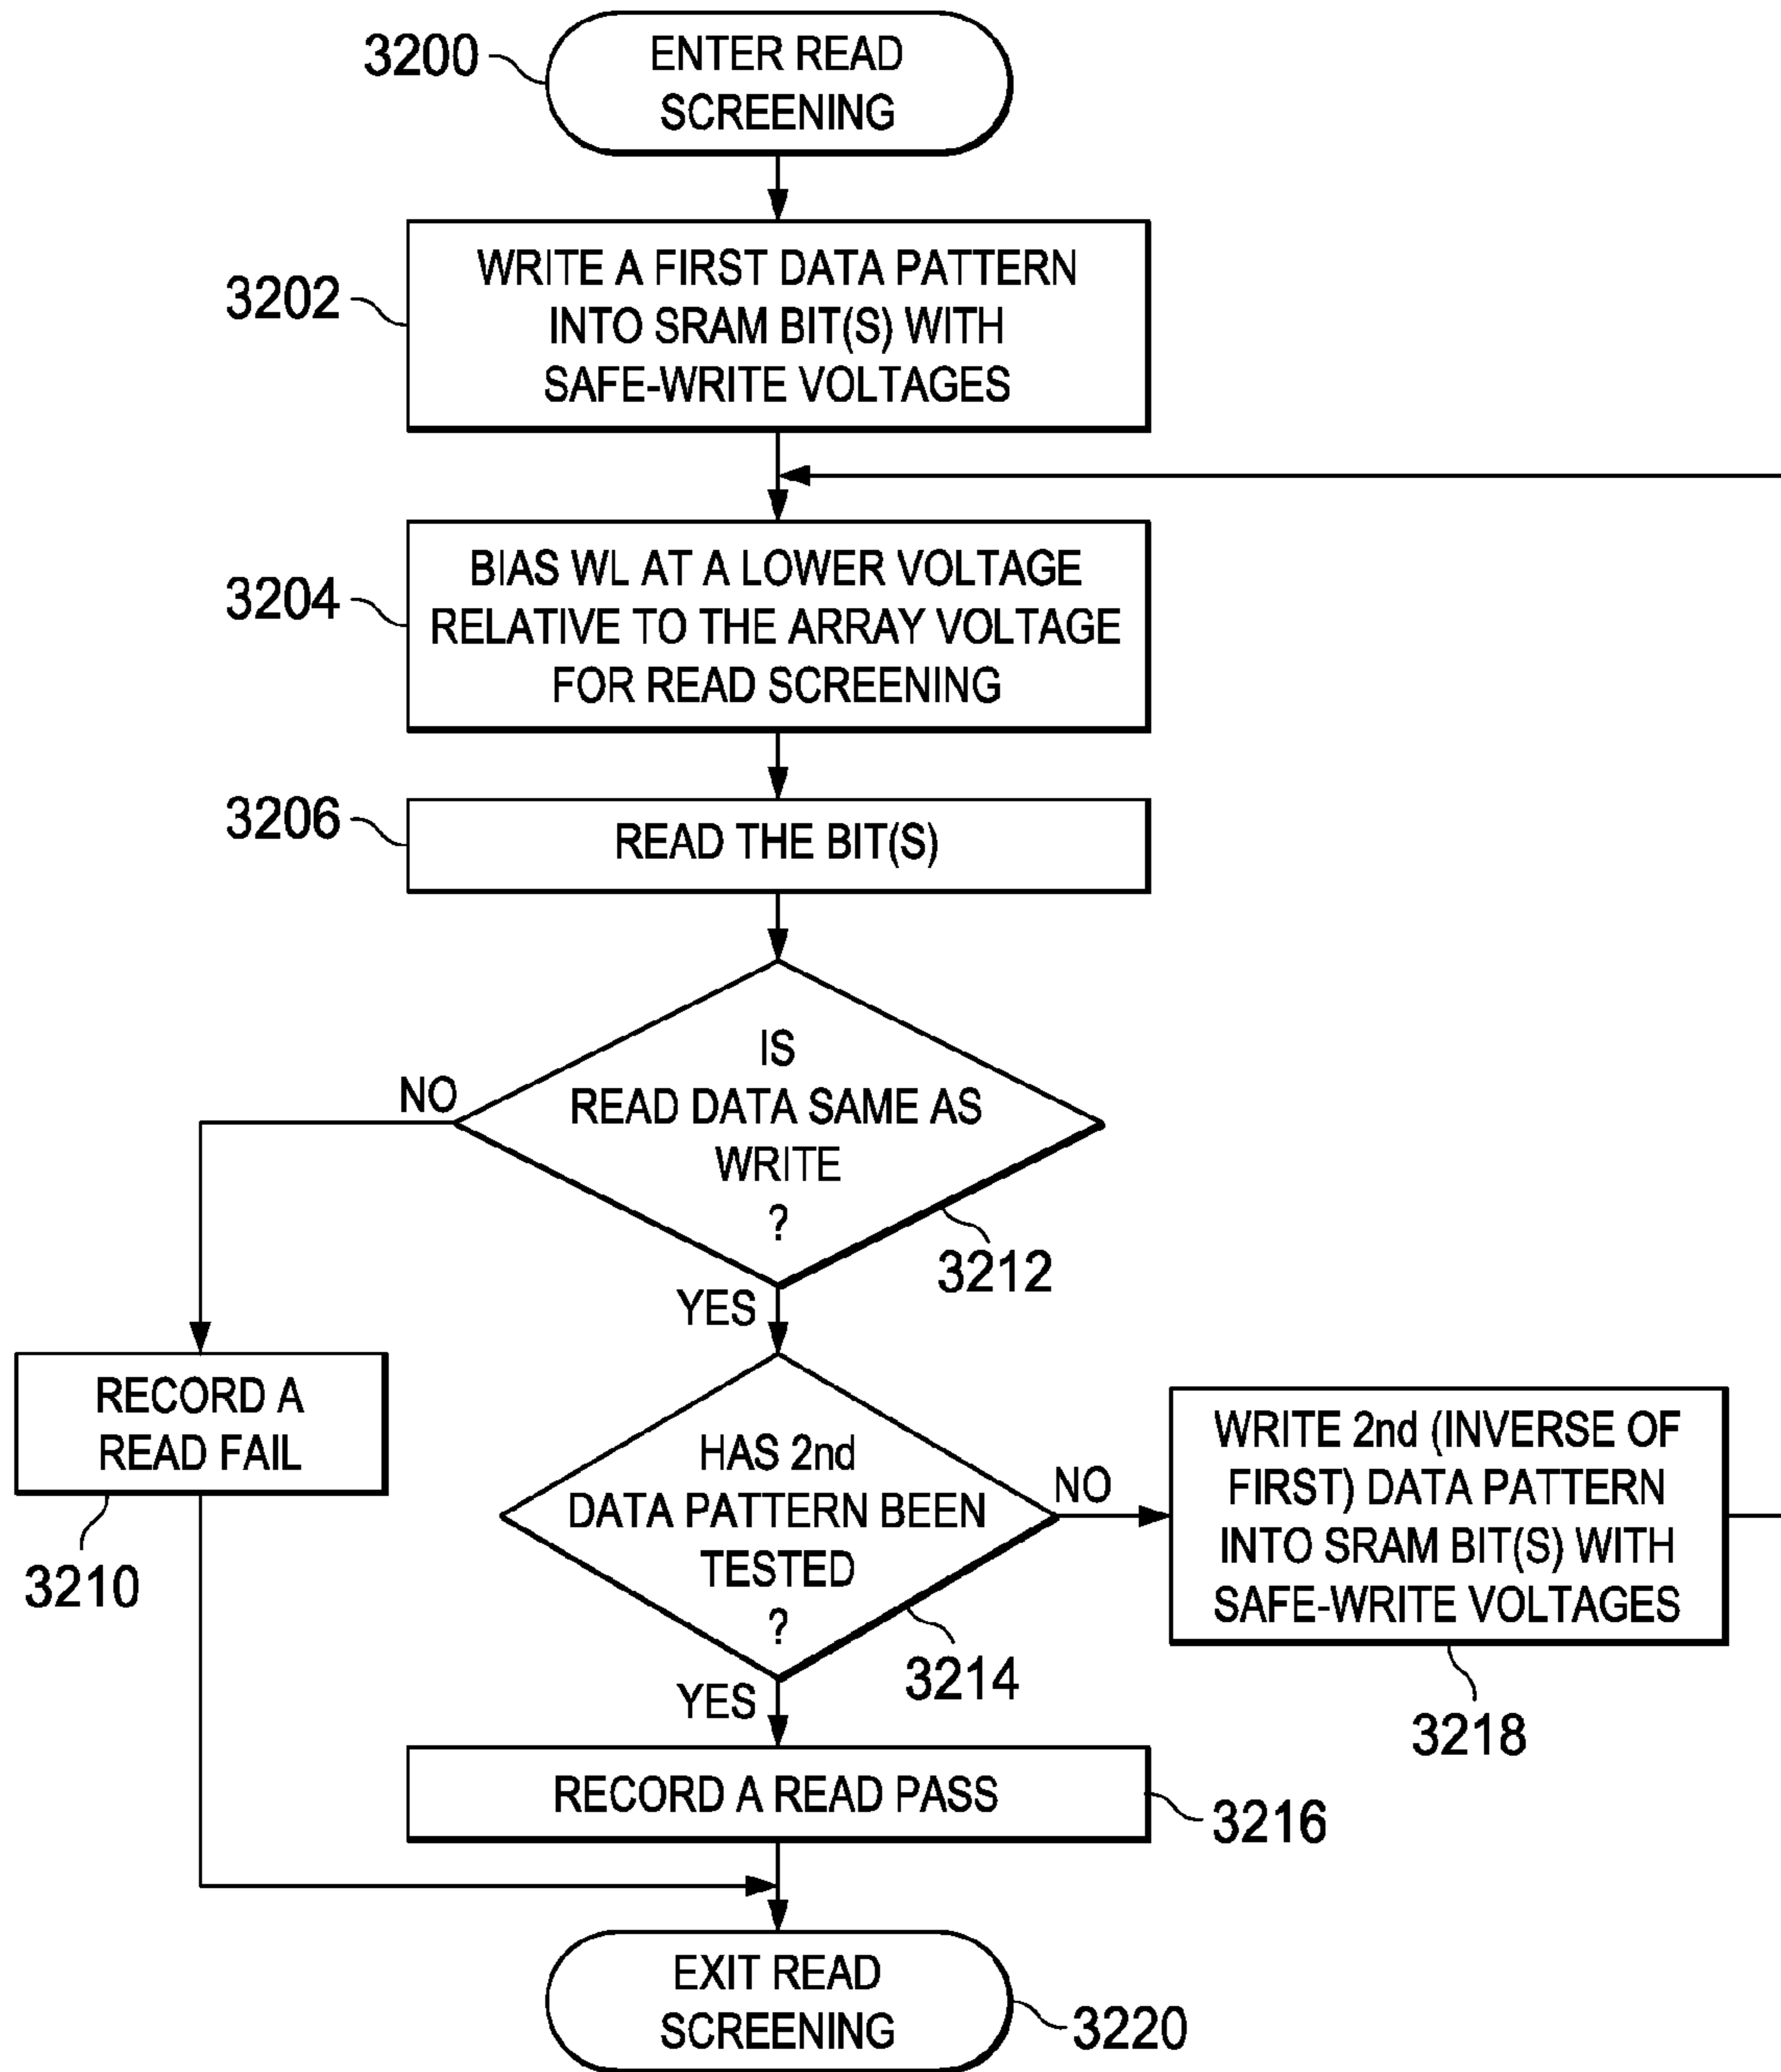 3200
ENTER READ
SCREENING
3202
WRITE A FIRST DATA PATTERN
INTO SRAM BIT(S) WITH
SAFE-WRITE VOLTAGES
3204
BIAS WL AT A LOWER VOLTAGE
RELATIVE TO THE ARRAY VOLTAGE
FOR READ SCREENING
3206
READ THE BIT(S)
IS
READ DATA SAME AS
WRITE
?
NO
3212
YES
RECORD A
READ FAIL
3210
HAS 2nd
DATA PATTERN BEEN
TESTED
?
NO
3214
WRITE 2nd (INVERSE OF
FIRST) DATA PATTERN
INTO SRAM BIT(S) WITH
SAFE-WRITE VOLTAGES
3218
YES
RECORD A READ PASS
3216
EXIT READ
SCREENING
3220